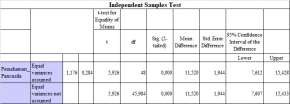 Independent Samples Test
t-test for
Equality of
Means
95% Confidence
Interval of the
Difference
t
df
Sig. (2-
tailed)
Mean
Difference
Std. Error
Difference
Lower
Upper
Pemahaman
Pancasila
Equal
variances
assumed
1,176
0,284
5,926
48
0,000
11,520
1,944
7,612
15,428
Equal
variances not
assumed
5,926
45,904
0,000
11,520
1,944
7,607
15,433